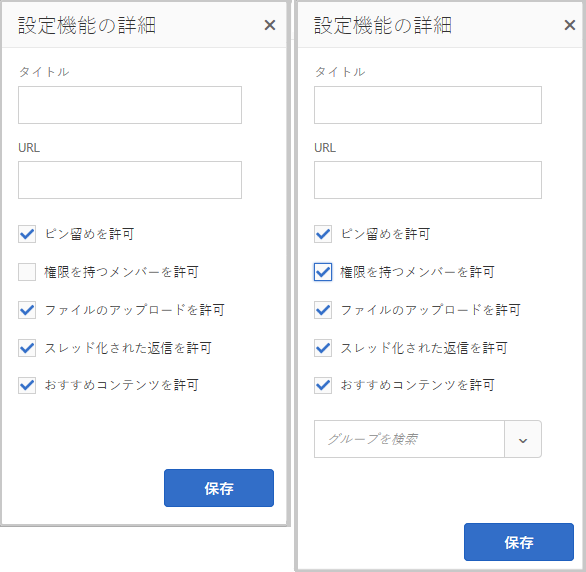 設定機能の詳細
タイトル
URL
ピン留めを許可
権限を持つメンバーを許可
ファイルのアップロードを許可
スレッド化された返信を許可
おすすめコンテンツを許可
保存
設定機能の詳細
タイトル
URL
ピン留めを許可
権限を持つメンバーを許可
ファイルのアップロードを許可
スレッド化された返信を許可
おすすめコンテンツを許可
グループを検索
保存